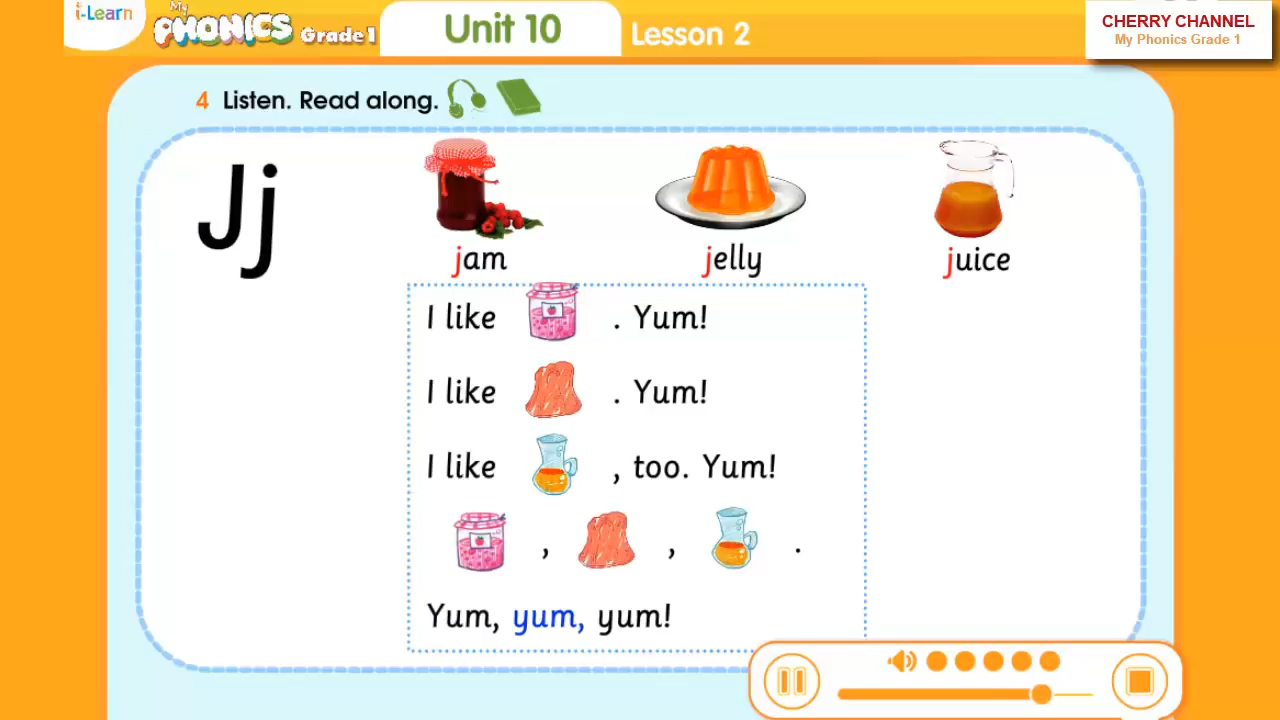 i-Learn
My
PHONICS Grade 1
Unit 10
Lesson 2
CHERRY CHANNEL
My Phonics Grade 1
4 Listen. Read along.
Jj
jam
jelly
juice
I like . Yum!
I like . Yum!
I like , too. Yum!
, , .
Yum, yum, yum!